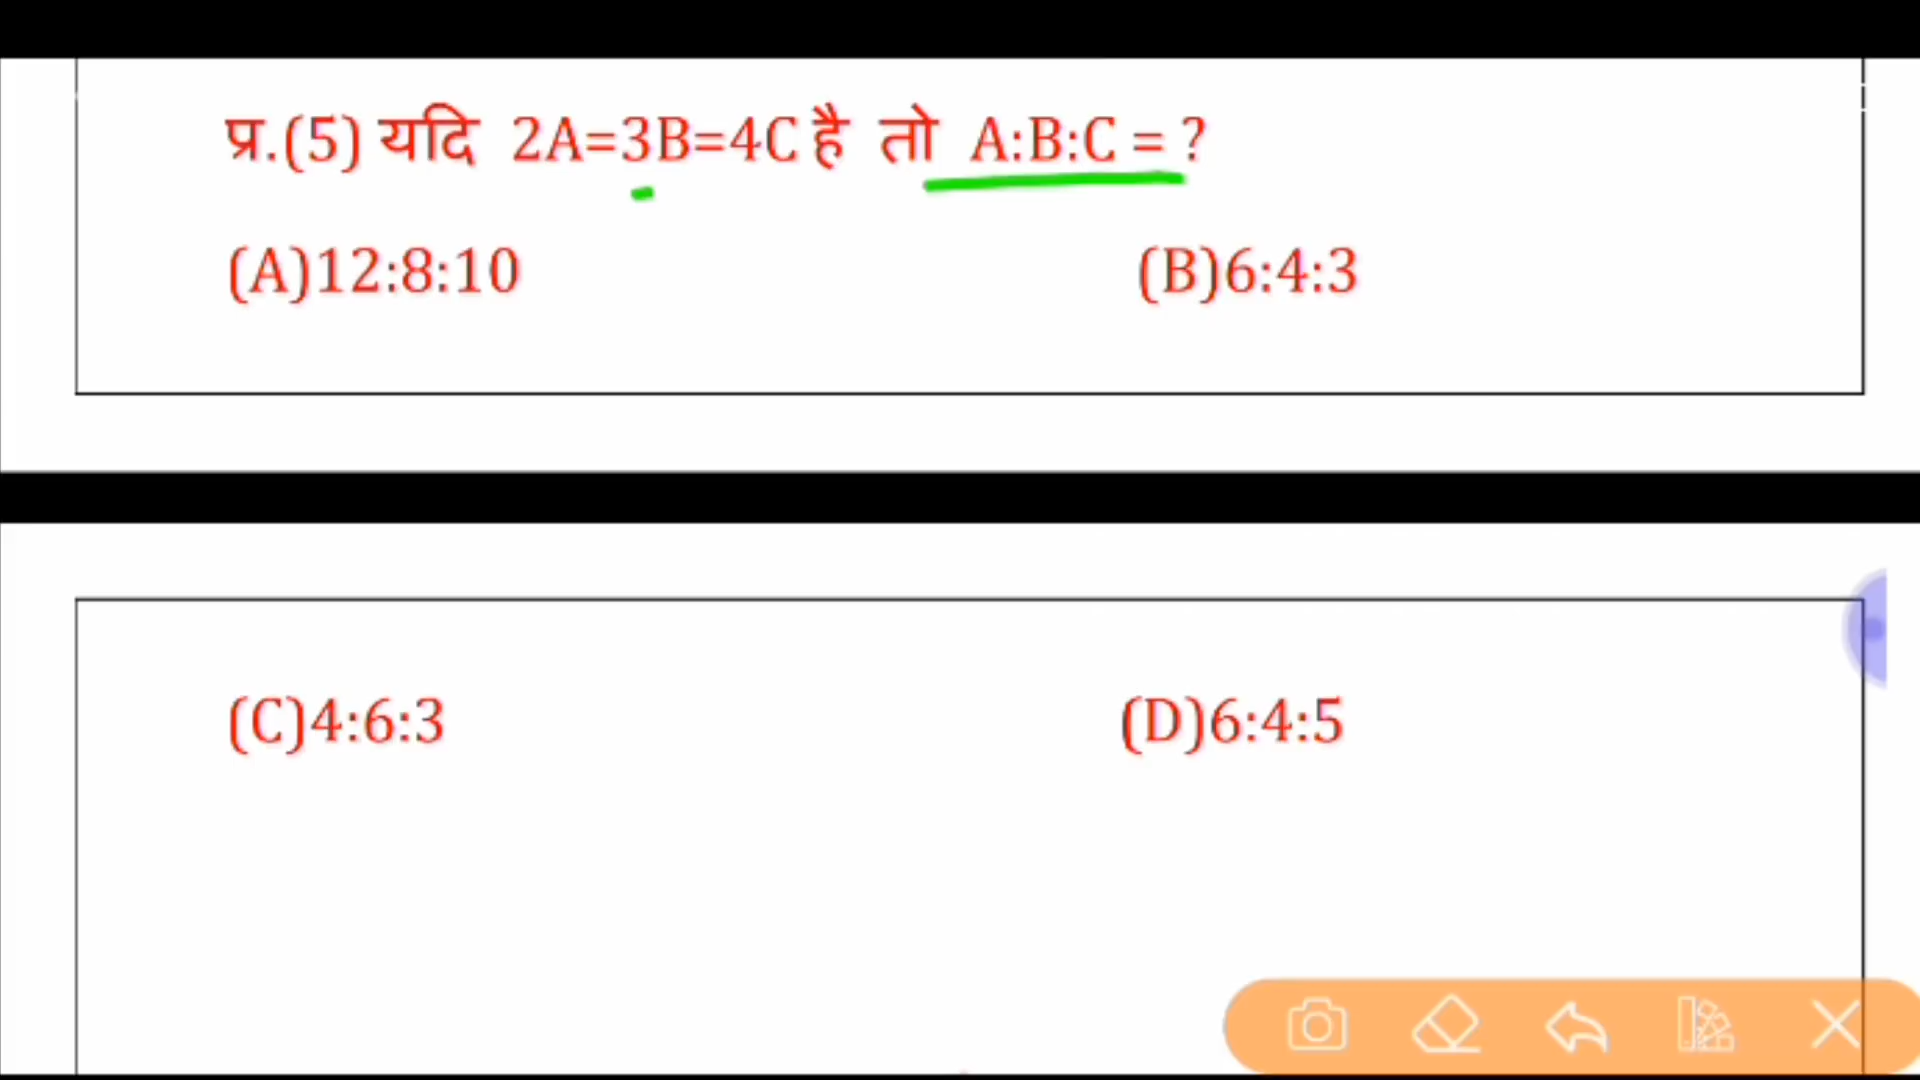 प्र.(5) यदि 2A=3B=4C है तो A:B:C = ?
(A)12:8:10 (B)6:4:3
(C)4:6:3 (D)6:4:5